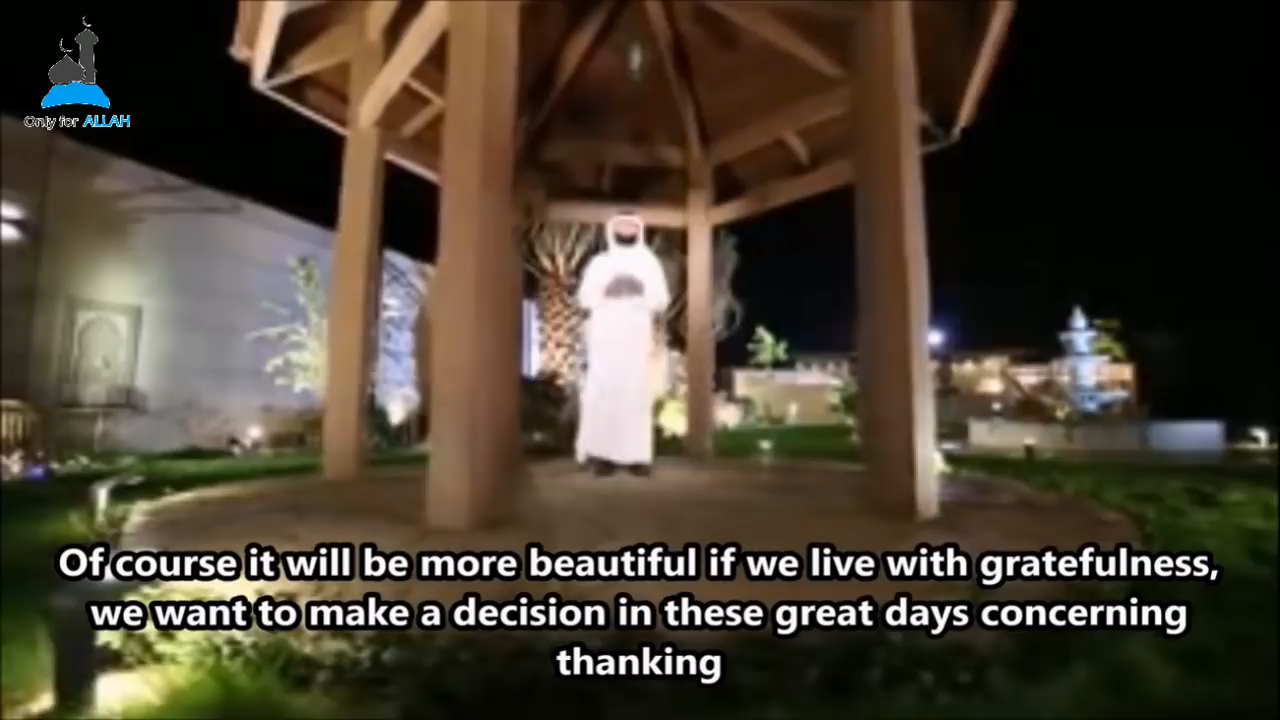 Only for ALLAH
Of course it will be more beautiful if we live with gratefulness,
we want to make a decision in these great days concerning
thanking